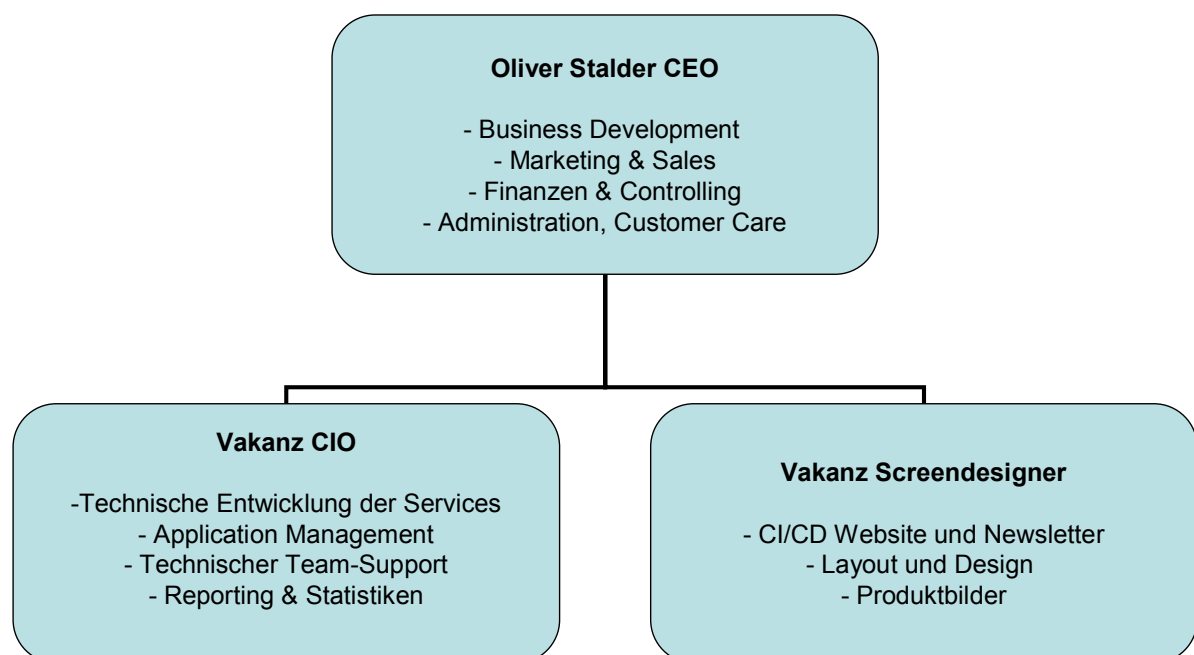 Oliver Stalder CEO
- Business Development
- Marketing & Sales
- Finanzen & Controlling
- Administration, Customer Care
Vakanz CIO
-Technische Entwicklung der Services
- Application Management
- Technischer Team-Support
- Reporting & Statistiken
Vakanz Screendesigner
- CI/CD Website und Newsletter
- Layout und Design
- Produktbilder